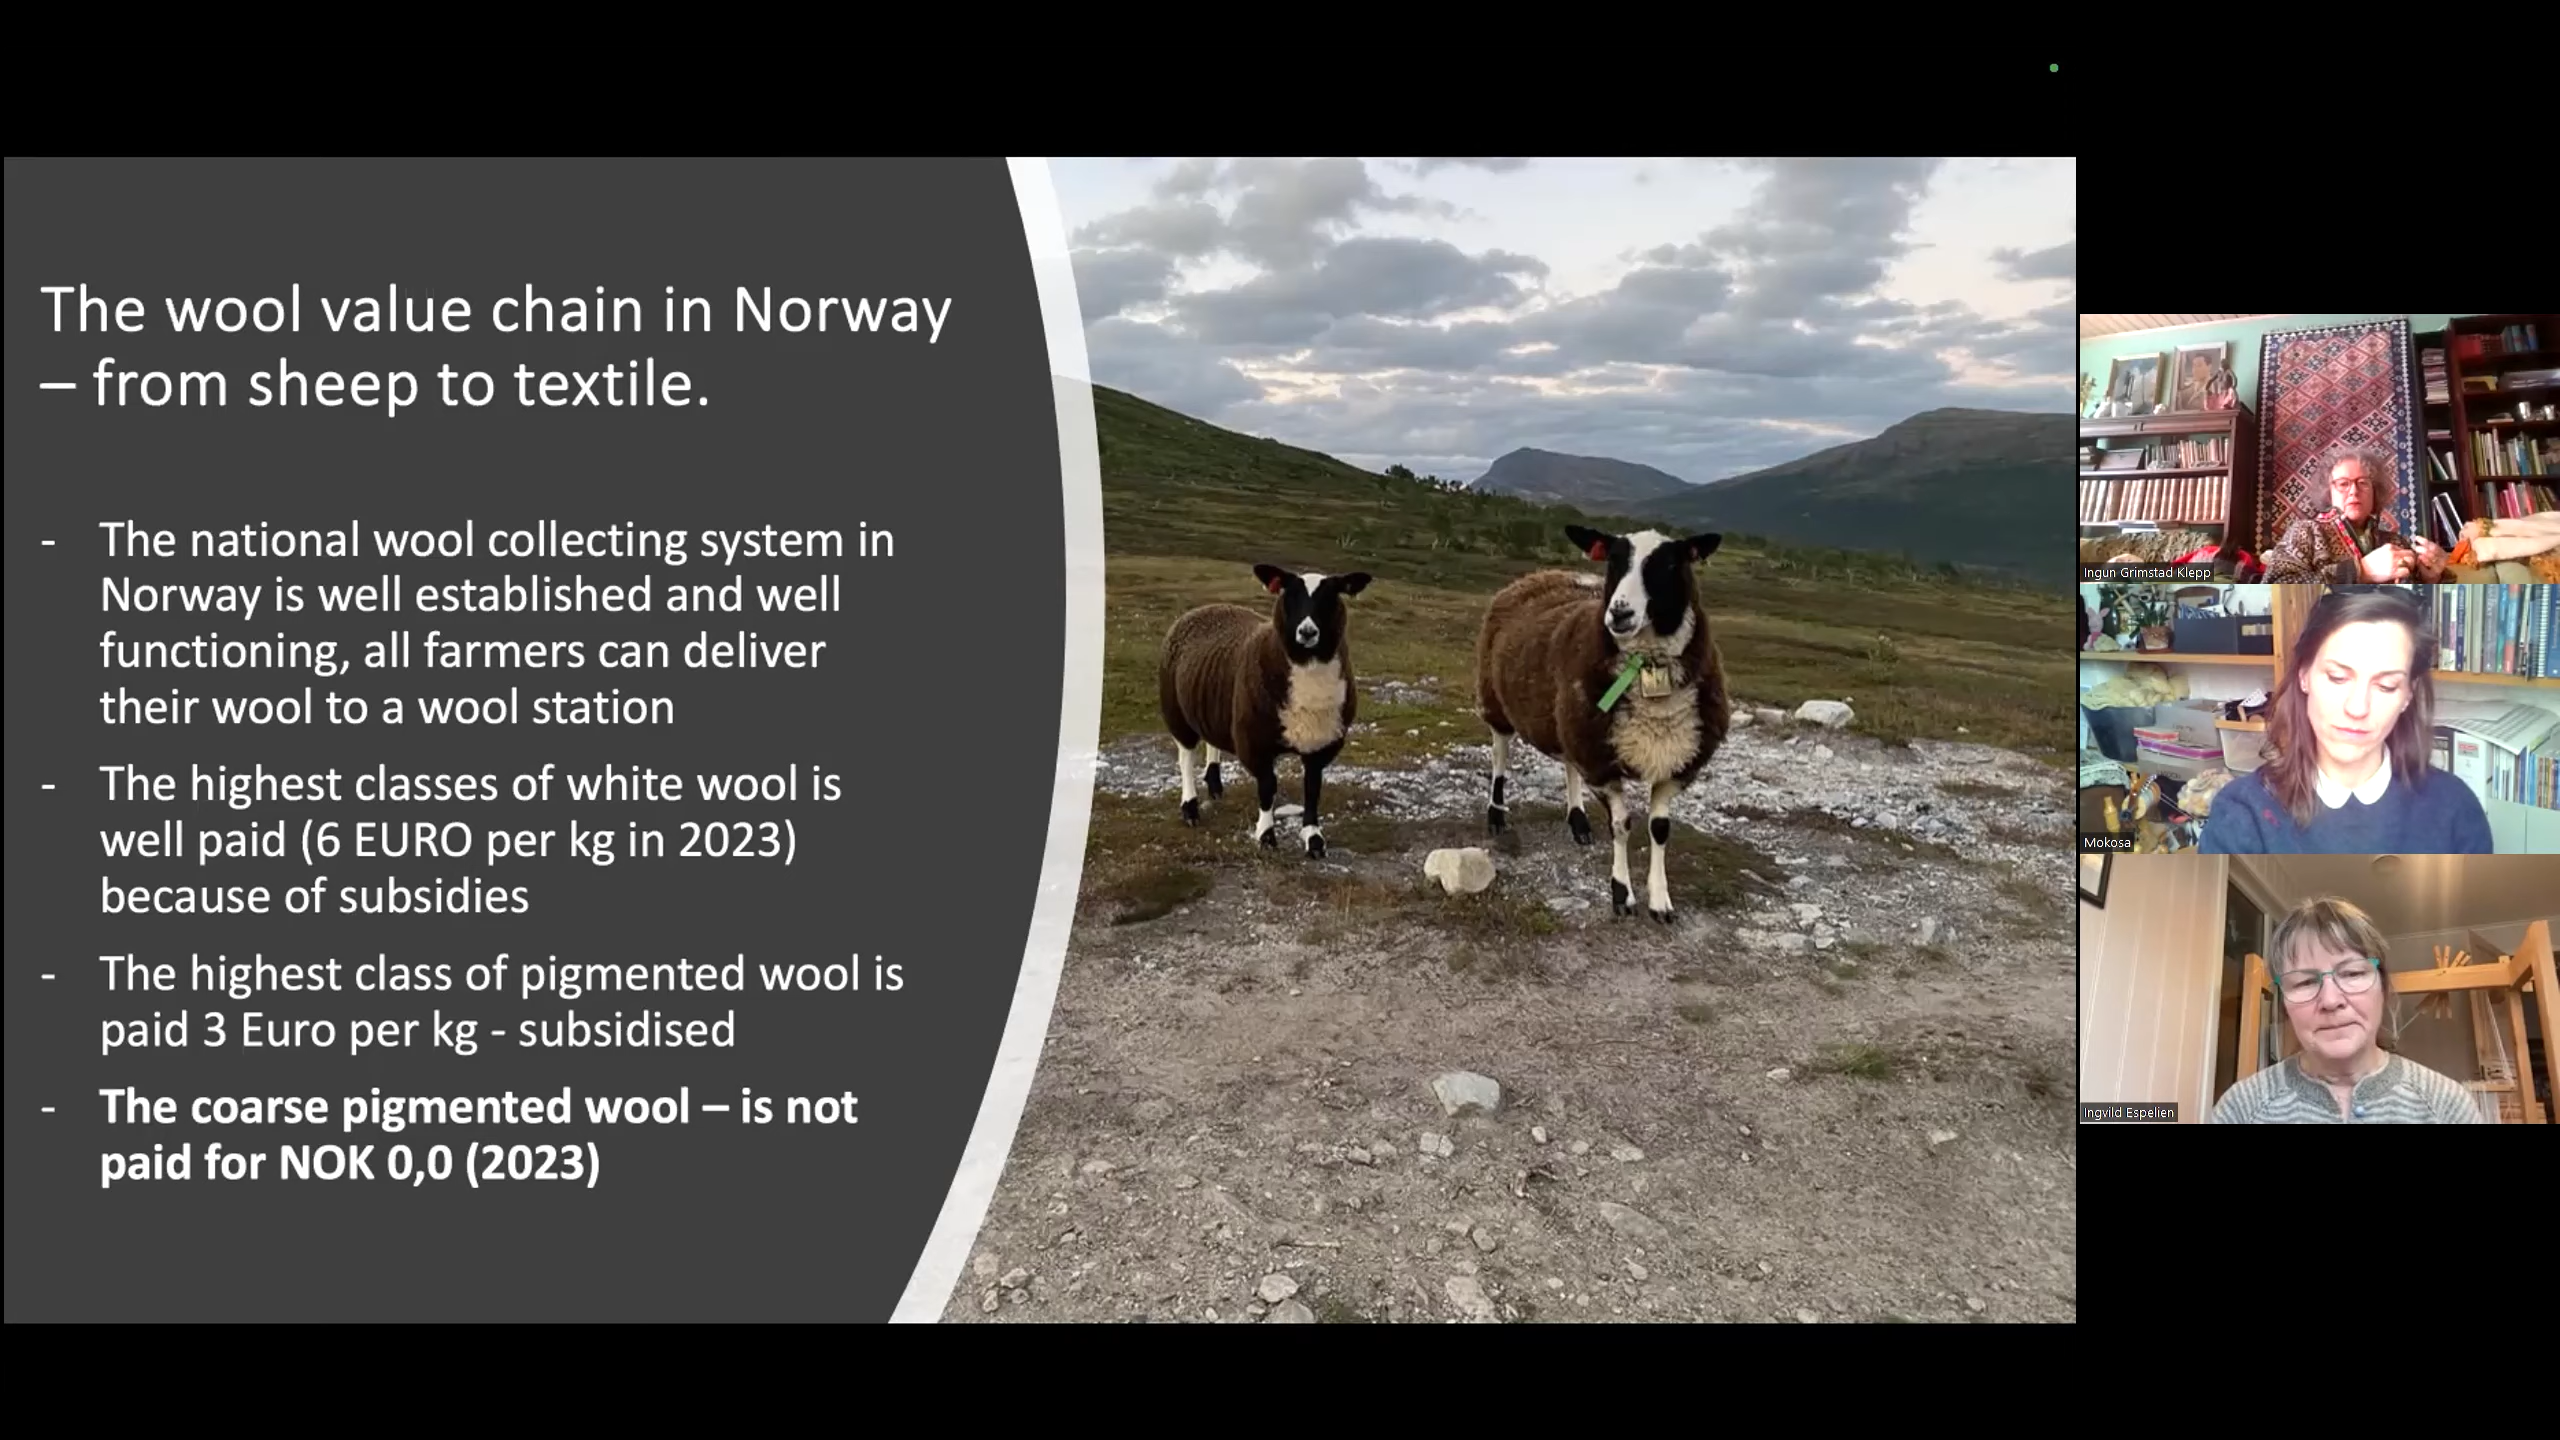 The wool value chain in Norway
– from sheep to textile.
- The national wool collecting system in
Norway is well established and well
functioning, all farmers can deliver
their wool to a wool station
- The highest classes of white wool is
well paid (6 EURO per kg in 2023)
because of subsidies
- The highest class of pigmented wool is
paid 3 Euro per kg - subsidised
- The coarse pigmented wool – is not
paid for NOK 0,0 (2023)
Ingun Grimstad Klepp
Mokosa
Ingvild Espelien